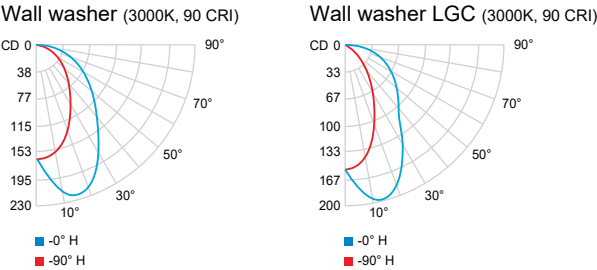 Wall washer (3000K, 90 CRI)
CD 0
38
77
115
153
195
230
90°
70°
50°
30°
10°
-0° H
-90° H
Wall washer LGC (3000K, 90 CRI)
CD 0
33
67
100
133
167
200
90°
70°
50°
30°
10°
-0° H
-90° H